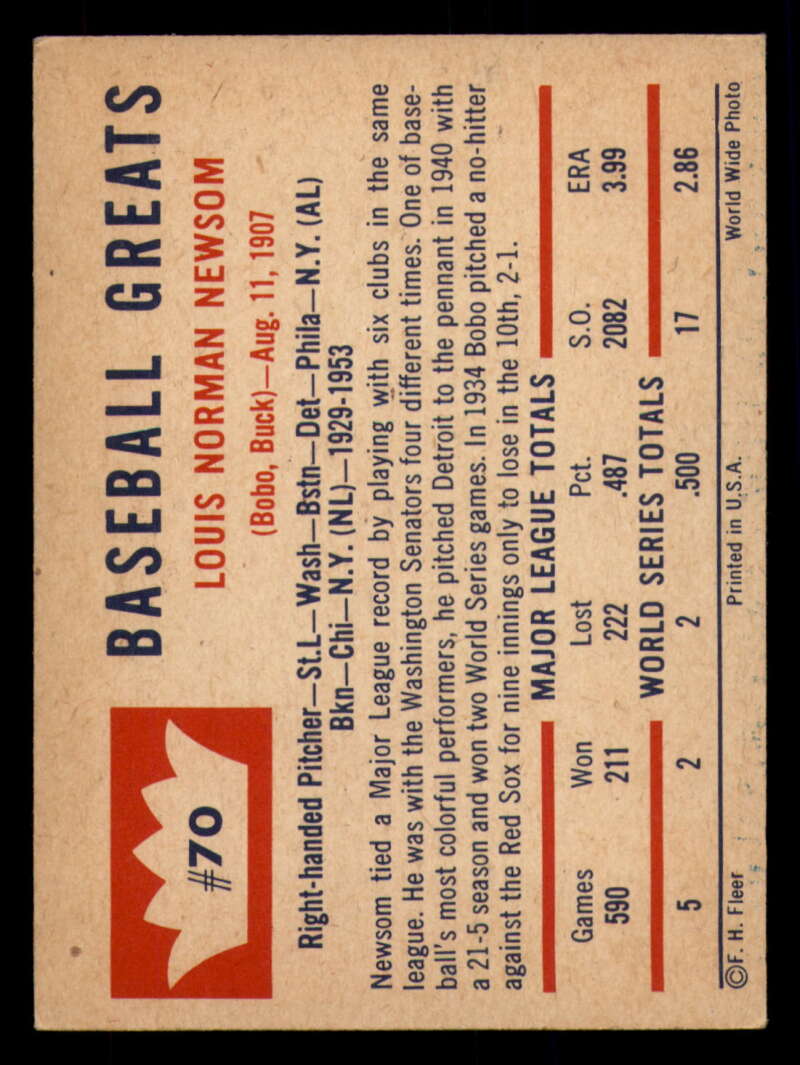 #70
BASEBALL GREATS
LOUIS NORMAN NEWSOM
(Bobo, Buck)—Aug. 11, 1907
Right-handed Pitcher—St.L—Wash—Bstn—Det—Phila—N.Y. (AL)
Bkn—Chi—N.Y. (NL)—1929-1953
Newsom tied a Major League record by playing with six clubs in the same
league. He was with the Washington Senators four different times. One of base-
ball's most colorful performers, he pitched Detroit to the pennant in 1940 with
a 21-5 season and won two World Series games. In 1934 Bobo pitched a no-hitter
against the Red Sox for nine innings only to lose in the 10th, 2-1.
MAJOR LEAGUE TOTALS
Games Won Lost Pct. S.O. ERA
590 211 222 .487 2082 3.99
WORLD SERIES TOTALS
5 2 2 .500 17 2.86
©F. H. Fleer Printed in U.S.A. World Wide Photo